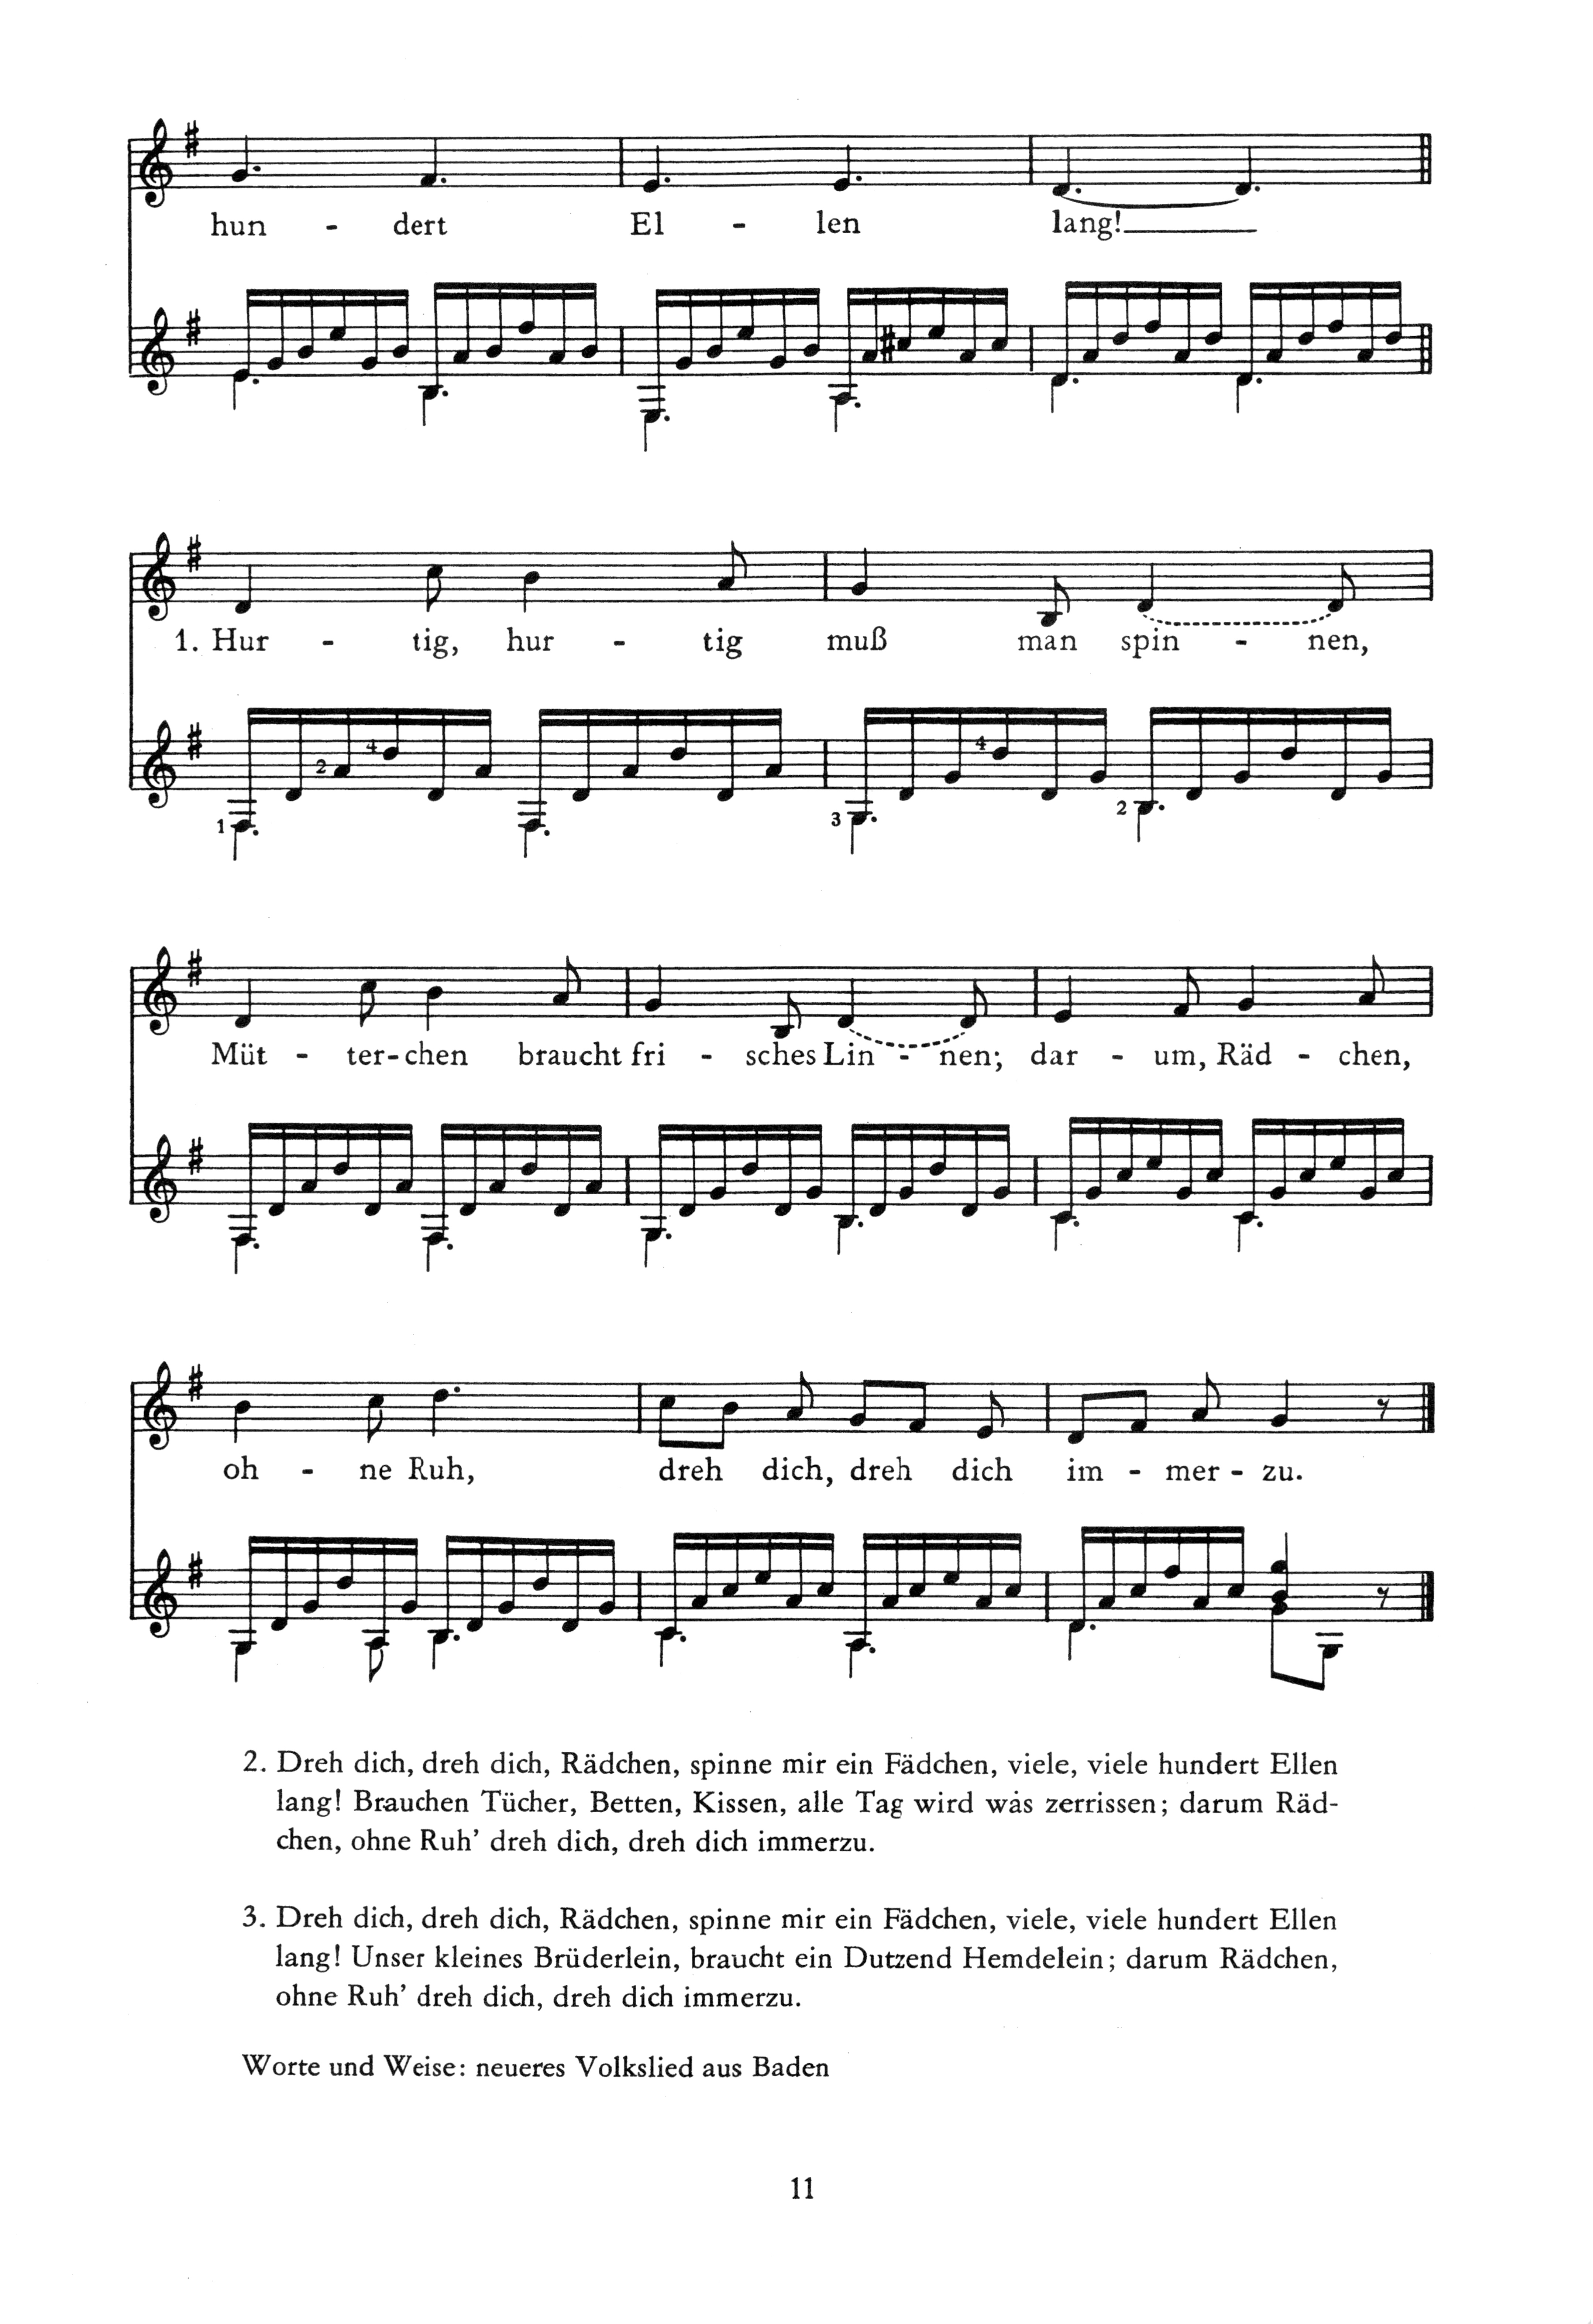 hun - dert El - len lang!
1. Hur - tig, hur - tig muß man spin - nen,
2 4 4
1 3 2
Müt - ter-chen braucht fri - sches Lin - nen; dar - um, Räd - chen,
oh - ne Ruh, dreh dich, dreh dich im - mer - zu.
2. Dreh dich, dreh dich, Rädchen, spinne mir ein Fädchen, viele, viele hundert Ellen
lang! Brauchen Tücher, Betten, Kissen, alle Tag wird was zerrissen; darum Räd-
chen, ohne Ruh’ dreh dich, dreh dich immerzu.
3. Dreh dich, dreh dich, Rädchen, spinne mir ein Fädchen, viele, viele hundert Ellen
lang! Unser kleines Brüderlein, braucht ein Dutzend Hemdelein; darum Rädchen,
ohne Ruh’ dreh dich, dreh dich immerzu.
Worte und Weise: neueres Volkslied aus Baden
11